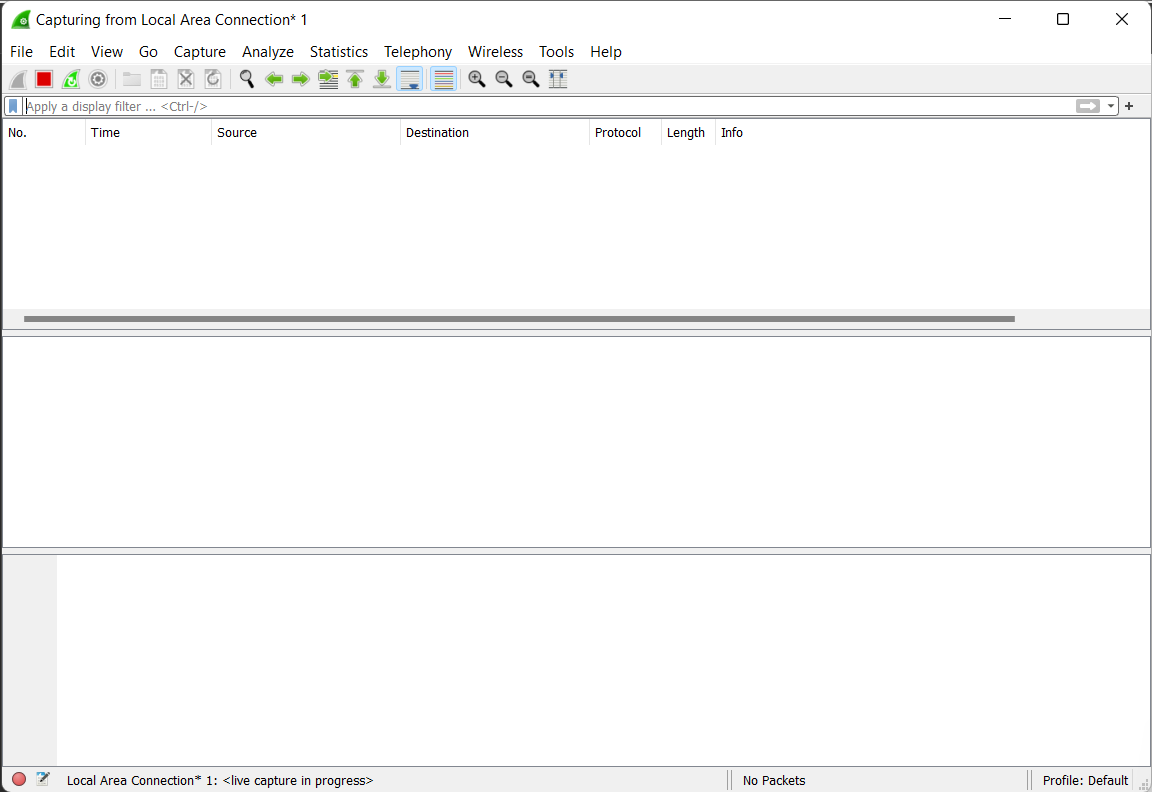 Capturing from Local Area Connection* 1
File Edit View Go Capture Analyze Statistics Telephony Wireless Tools Help
Apply a display filter ... <Ctrl-/>
No. Time Source Destination Protocol Length Info
Local Area Connection* 1: <live capture in progress> No Packets Profile: Default